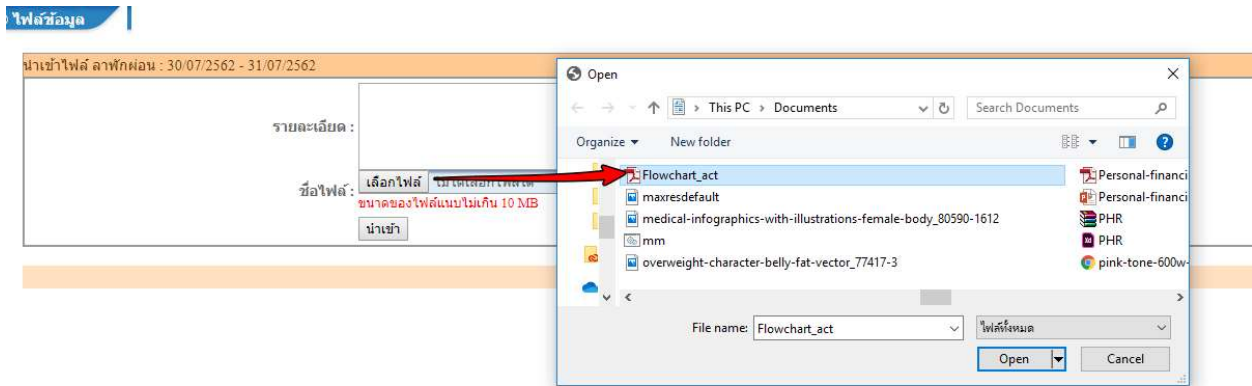 ไฟล์ข้อมูล
นำเข้าไฟล์ ลาพักผ่อน : 30/07/2562 - 31/07/2562
รายละเอียด :
ชื่อไฟล์ :
เลือกไฟล์
ขนาดของไฟล์แนบไม่เกิน 10 MB
นำเข้า
Open
This PC > Documents
Search Documents
Organize
New folder
Flowchart_act
maxresdefault
medical-infographics-with-illustrations-female-body_80590-1612
mm
overweight-character-belly-fat-vector_77417-3
Personal-financi
Personal-financi
PHR
PHR
pink-tone-600w-
File name:
Flowchart_act
ไฟล์ทั้งหมด
Open
Cancel